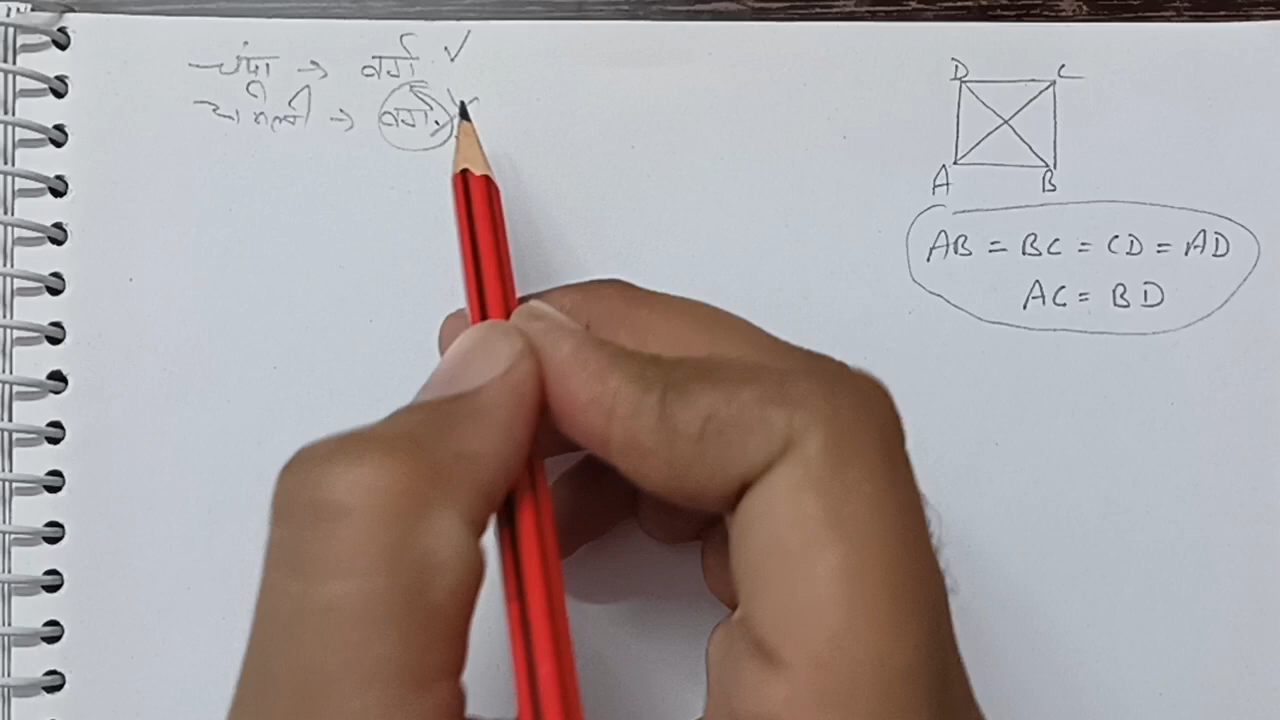 चंपा → वर्ग ✓
चामेली → वर्ग
D C
A B
AB = BC = CD = AD
AC = BD